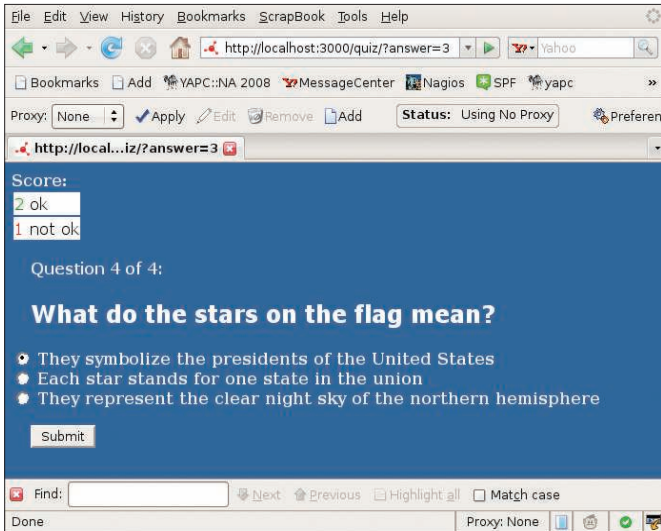 File Edit View History Bookmarks ScrapBook Tools Help
http://localhost:3000/quiz/?answer=3 Yahoo
Bookmarks Add YAPC::NA 2008 MessageCenter Nagios SPF yapc »
Proxy: None Apply Edit Remove Add Status: Using No Proxy Preferen
http://local...iz/?answer=3
Score:
2 ok
1 not ok
Question 4 of 4:
What do the stars on the flag mean?
They symbolize the presidents of the United States
Each star stands for one state in the union
They represent the clear night sky of the northern hemisphere
Submit
Find: Next Previous Highlight all Match case
Done Proxy: None